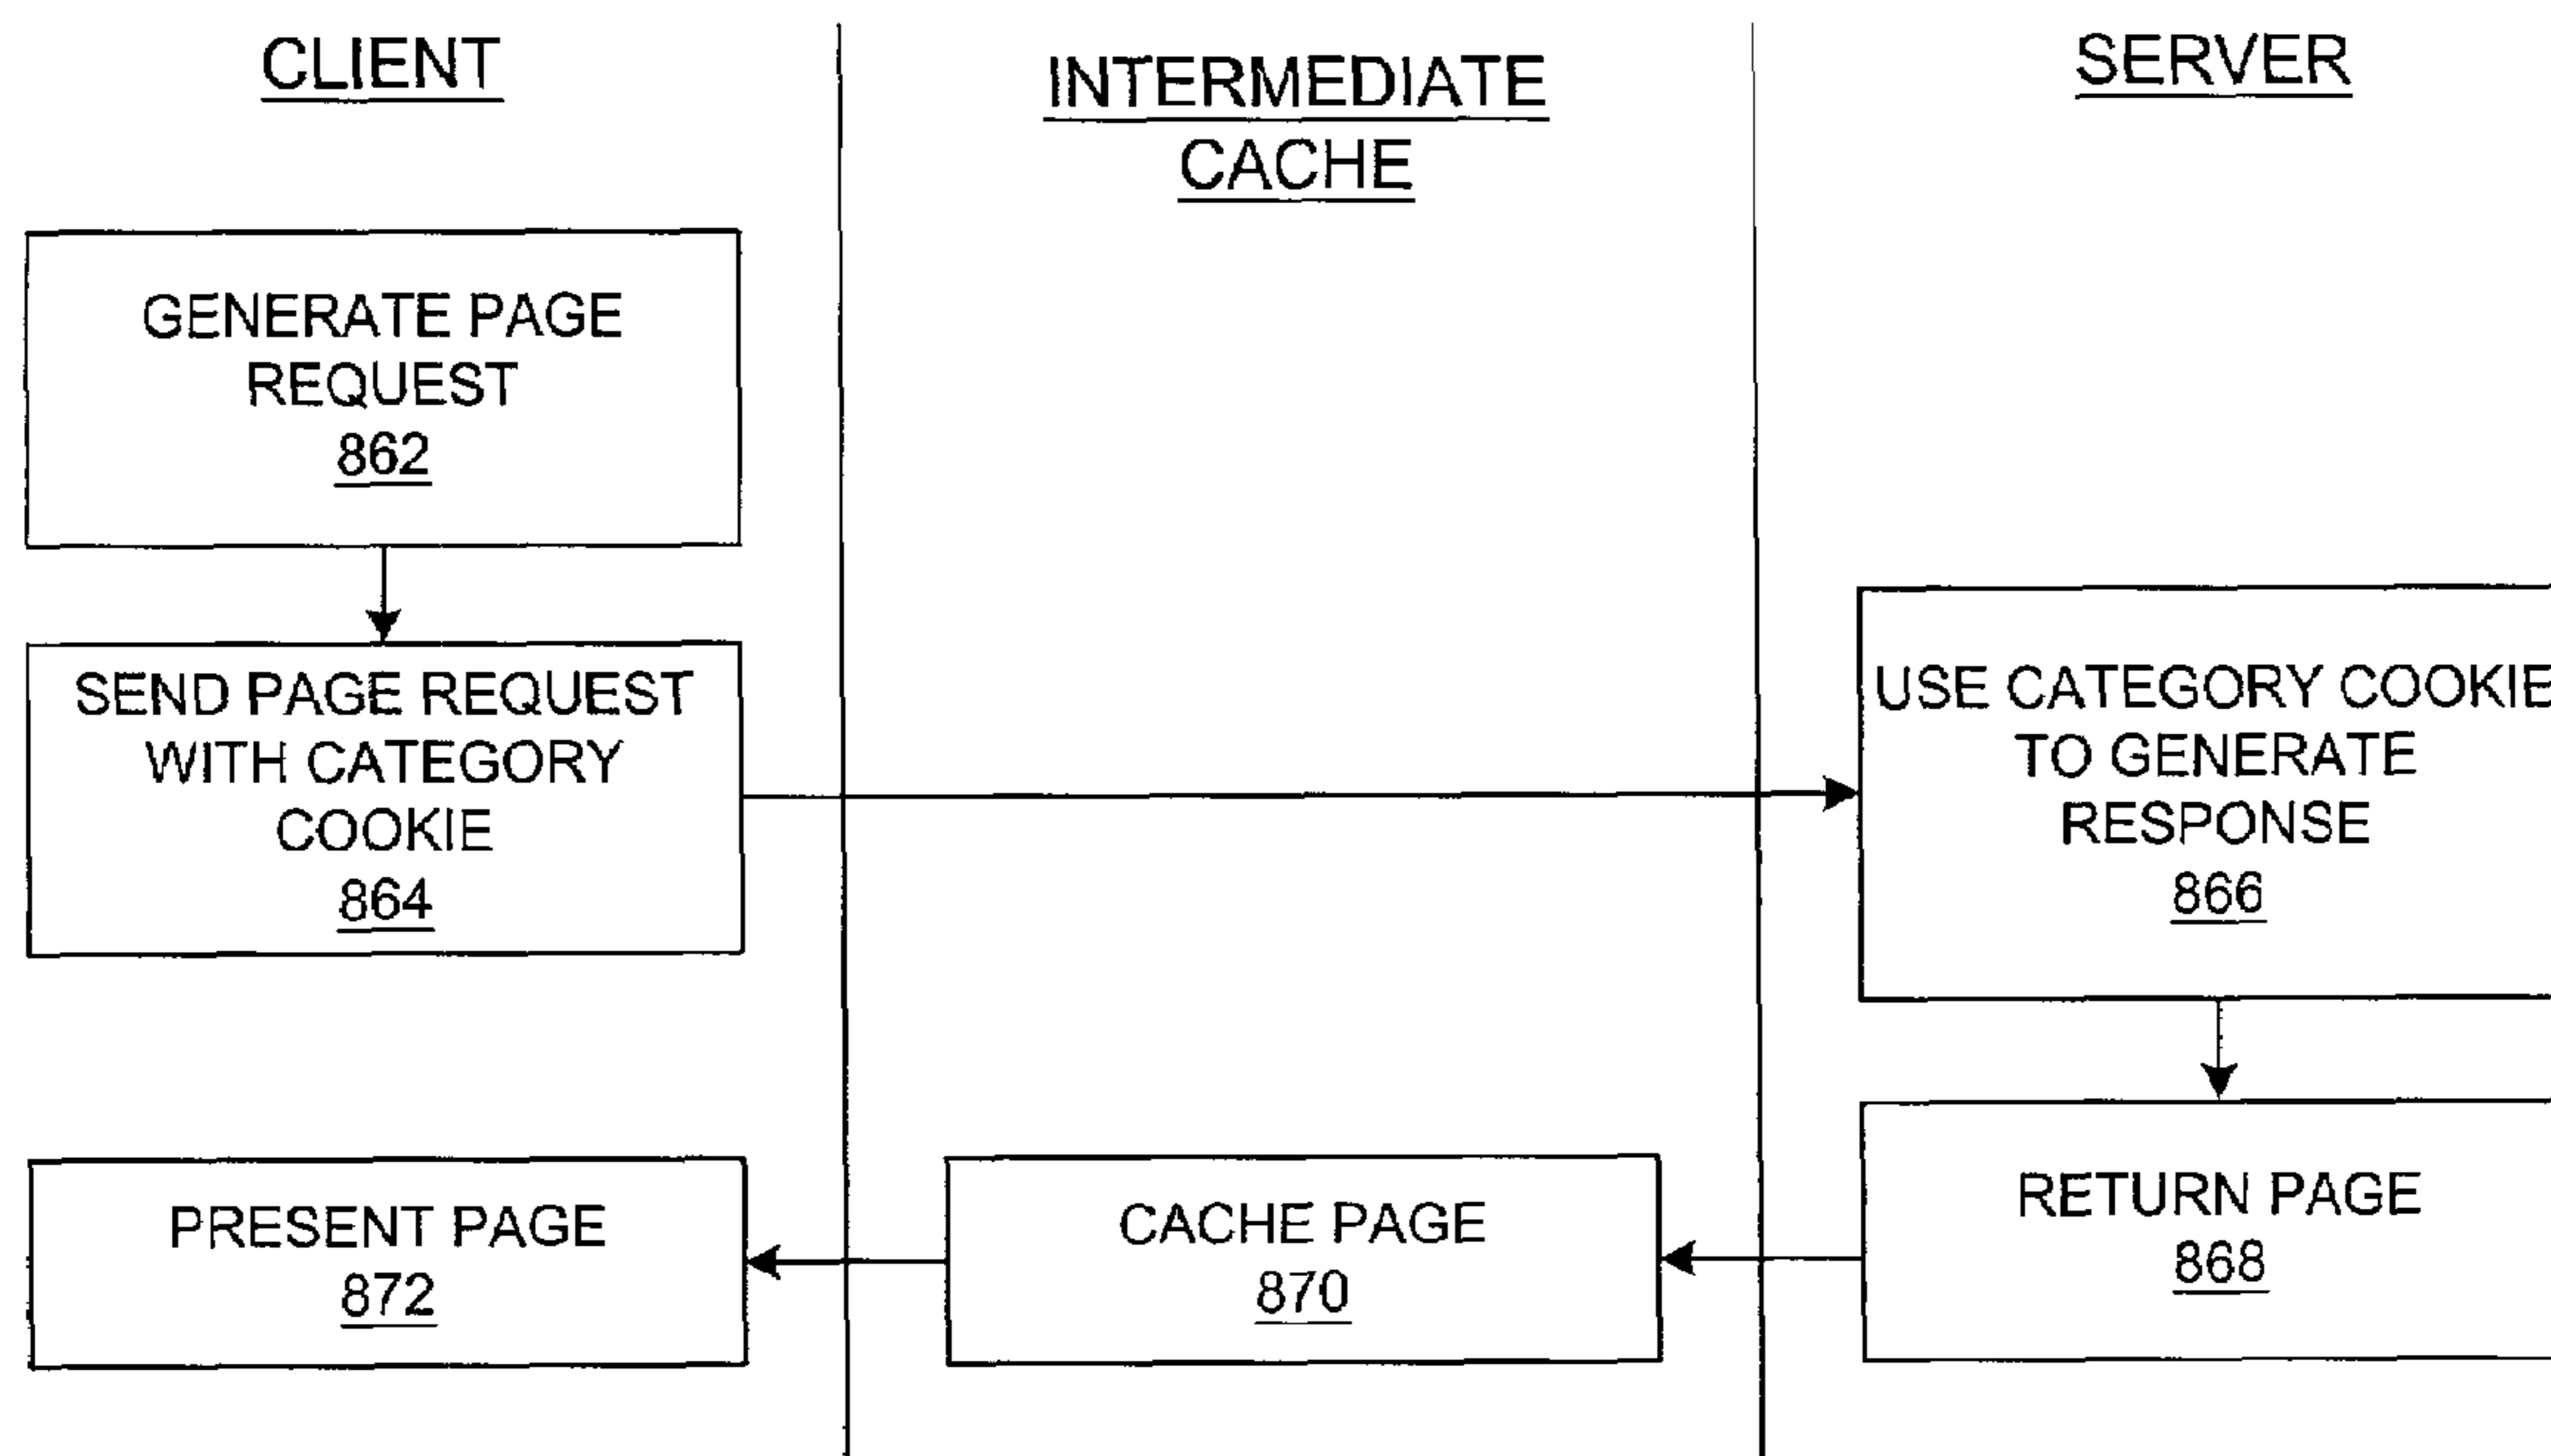 CLIENT
INTERMEDIATE
CACHE
SERVER
GENERATE PAGE
REQUEST
862
SEND PAGE REQUEST
WITH CATEGORY
COOKIE
864
USE CATEGORY COOKIE
TO GENERATE
RESPONSE
866
RETURN PAGE
868
CACHE PAGE
870
PRESENT PAGE
872